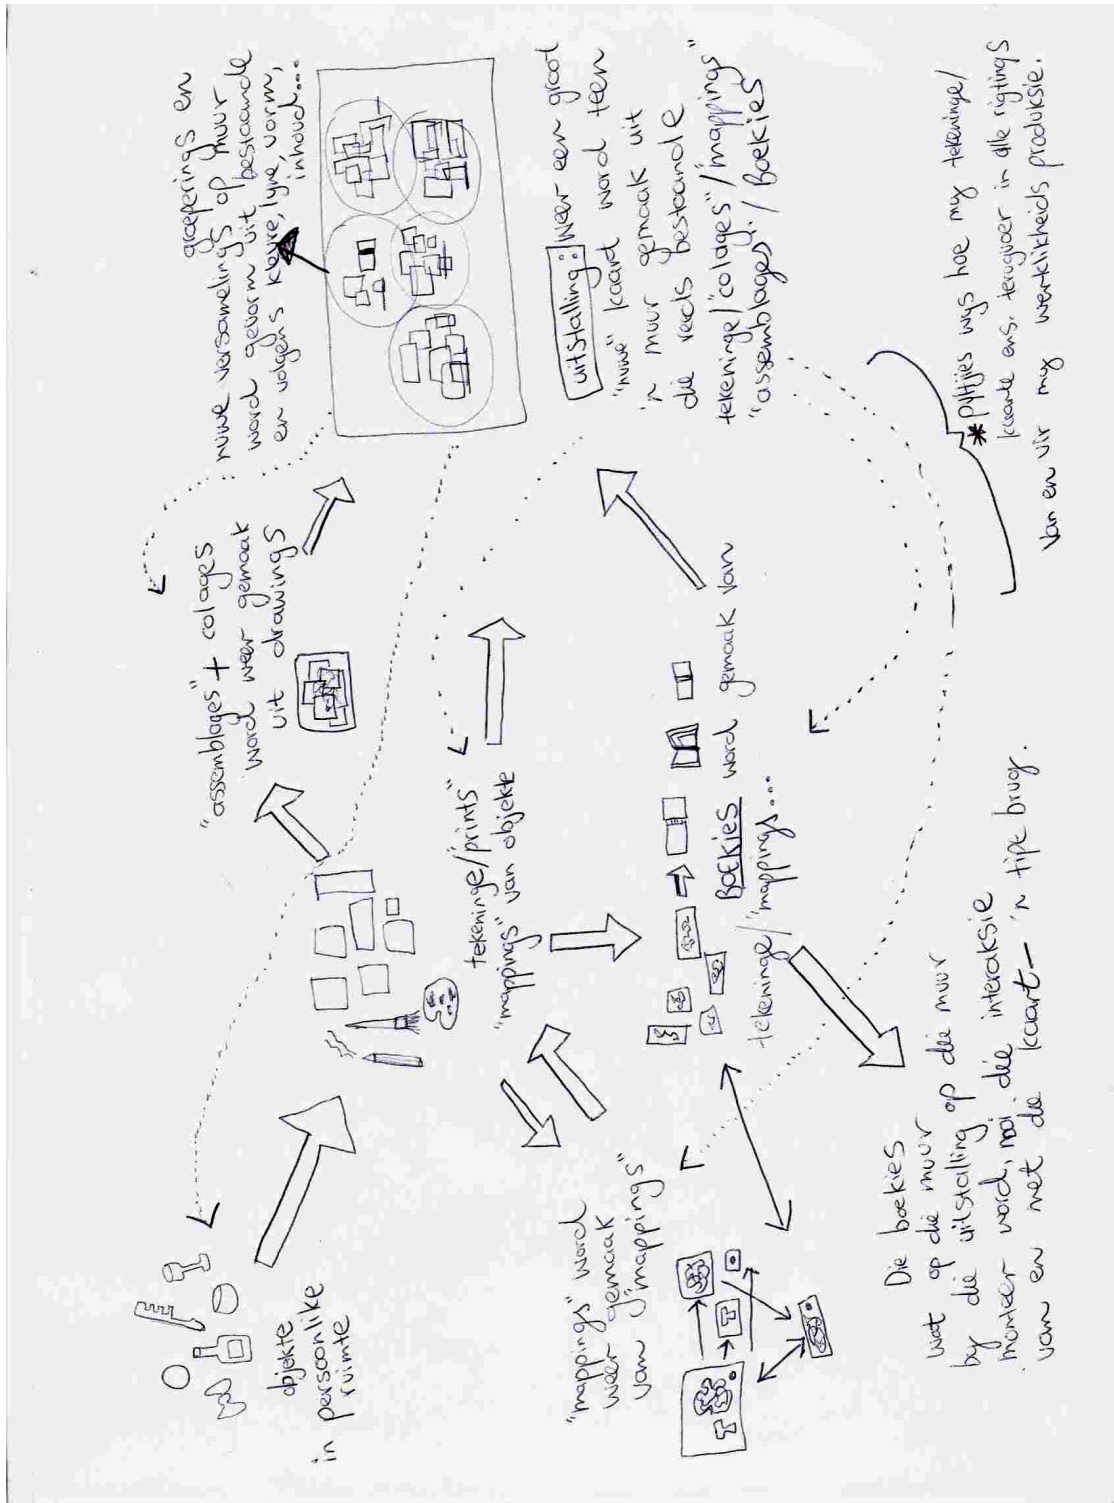 objekte
in persoonlike
ruimte
"assemblages" + colages
word weer gemaak
uit drawings
groeperings en
nuwe versamelings op muur
word gevorm uit bestaande
en volgens kleure, lyne, vorm,
inhoud...
tekeninge/prints"
"mappings" van objekte
uitstalling: Weer een groot
"nuwe" kaart word teen
'n muur gemaak uit
die reeds bestaande
tekeninge/"colages"/"mappings"
"assemblages"/Boekies
"mappings" word
weer gemaak
van "mappings"
BOEKIES word gemaak van
tekeninge/"mappings...
Die boekies
wat op die muur
by die uitstalling op die muur
monteer word, nooi die interaksie
van en met die kaart – 'n tipe brug.
*pyltjies wys hoe my tekeninge/
kaarte ens. terugvoer in alle rigtings
van en vir my werklikheids produksie.